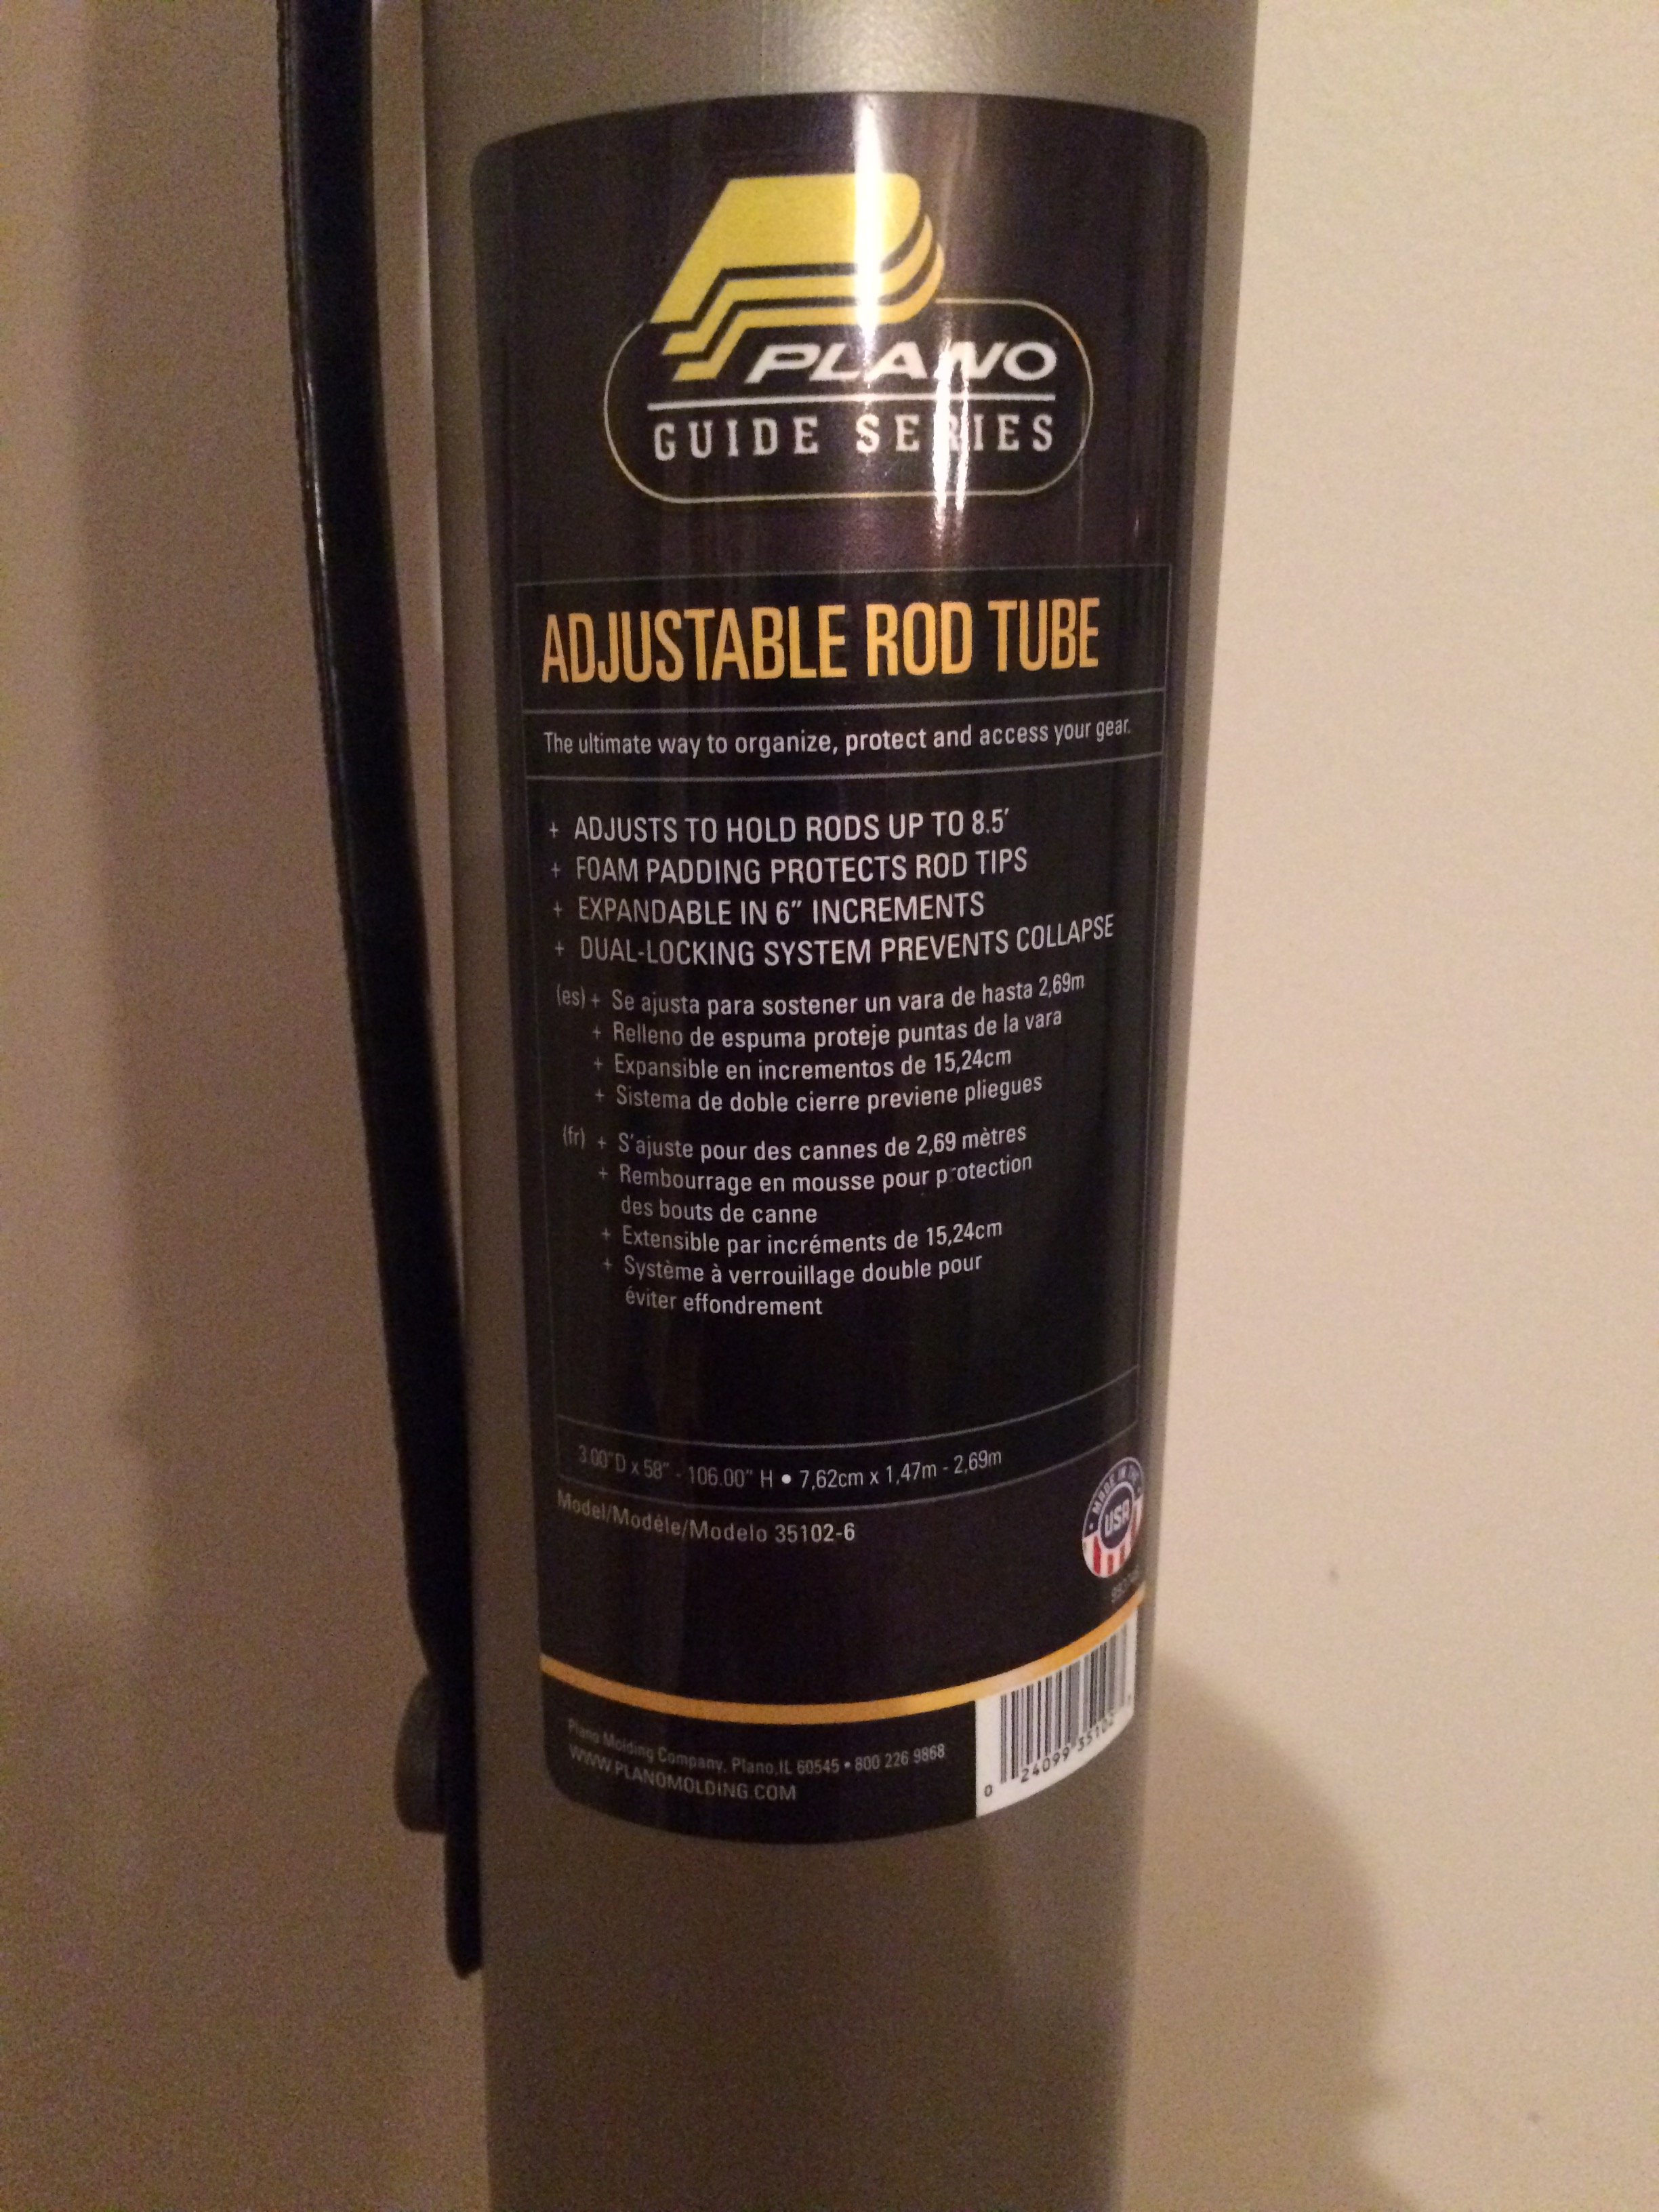 PLANO
GUIDE SERIES
ADJUSTABLE ROD TUBE
The ultimate way to organize, protect and access your gear.
+ ADJUSTS TO HOLD RODS UP TO 8.5'
+ FOAM PADDING PROTECTS ROD TIPS
+ EXPANDABLE IN 6" INCREMENTS
+ DUAL-LOCKING SYSTEM PREVENTS COLLAPSE
(es) + Se ajusta para sostener un vara de hasta 2,69m
+ Relleno de espuma proteje puntas de la vara
+ Expansible en incrementos de 15,24cm
+ Sistema de doble cierre previene pliegues
(fr) + S'ajuste pour des cannes de 2,69 mètres
+ Rembourrage en mousse pour protection
des bouts de canne
+ Extensible par incréments de 15,24cm
+ Système à verrouillage double pour
éviter effondrement
3.00"D x 58" - 106.00" H • 7,62cm x 1,47m - 2,69m
Model/Modèle/Modelo 35102-6
MADE IN THE
USA
Plano Molding Company, Plano,IL 60545 • 800 226 9868
WWW.PLANOMOLDING.COM
0 24099 35102